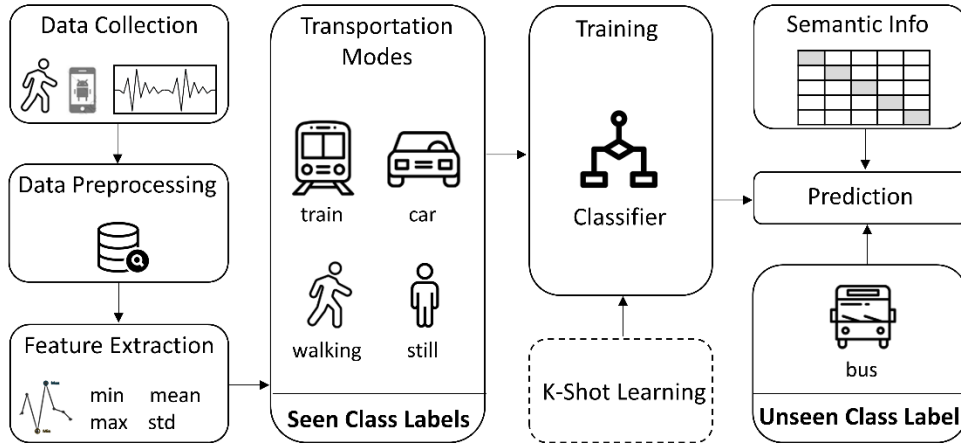 Data Collection
Data Preprocessing
Feature Extraction
min mean
max std
Transportation
Modes
train car
walking still
Seen Class Labels
Training
Classifier
K-Shot Learning
Semantic Info
Prediction
bus
Unseen Class Label